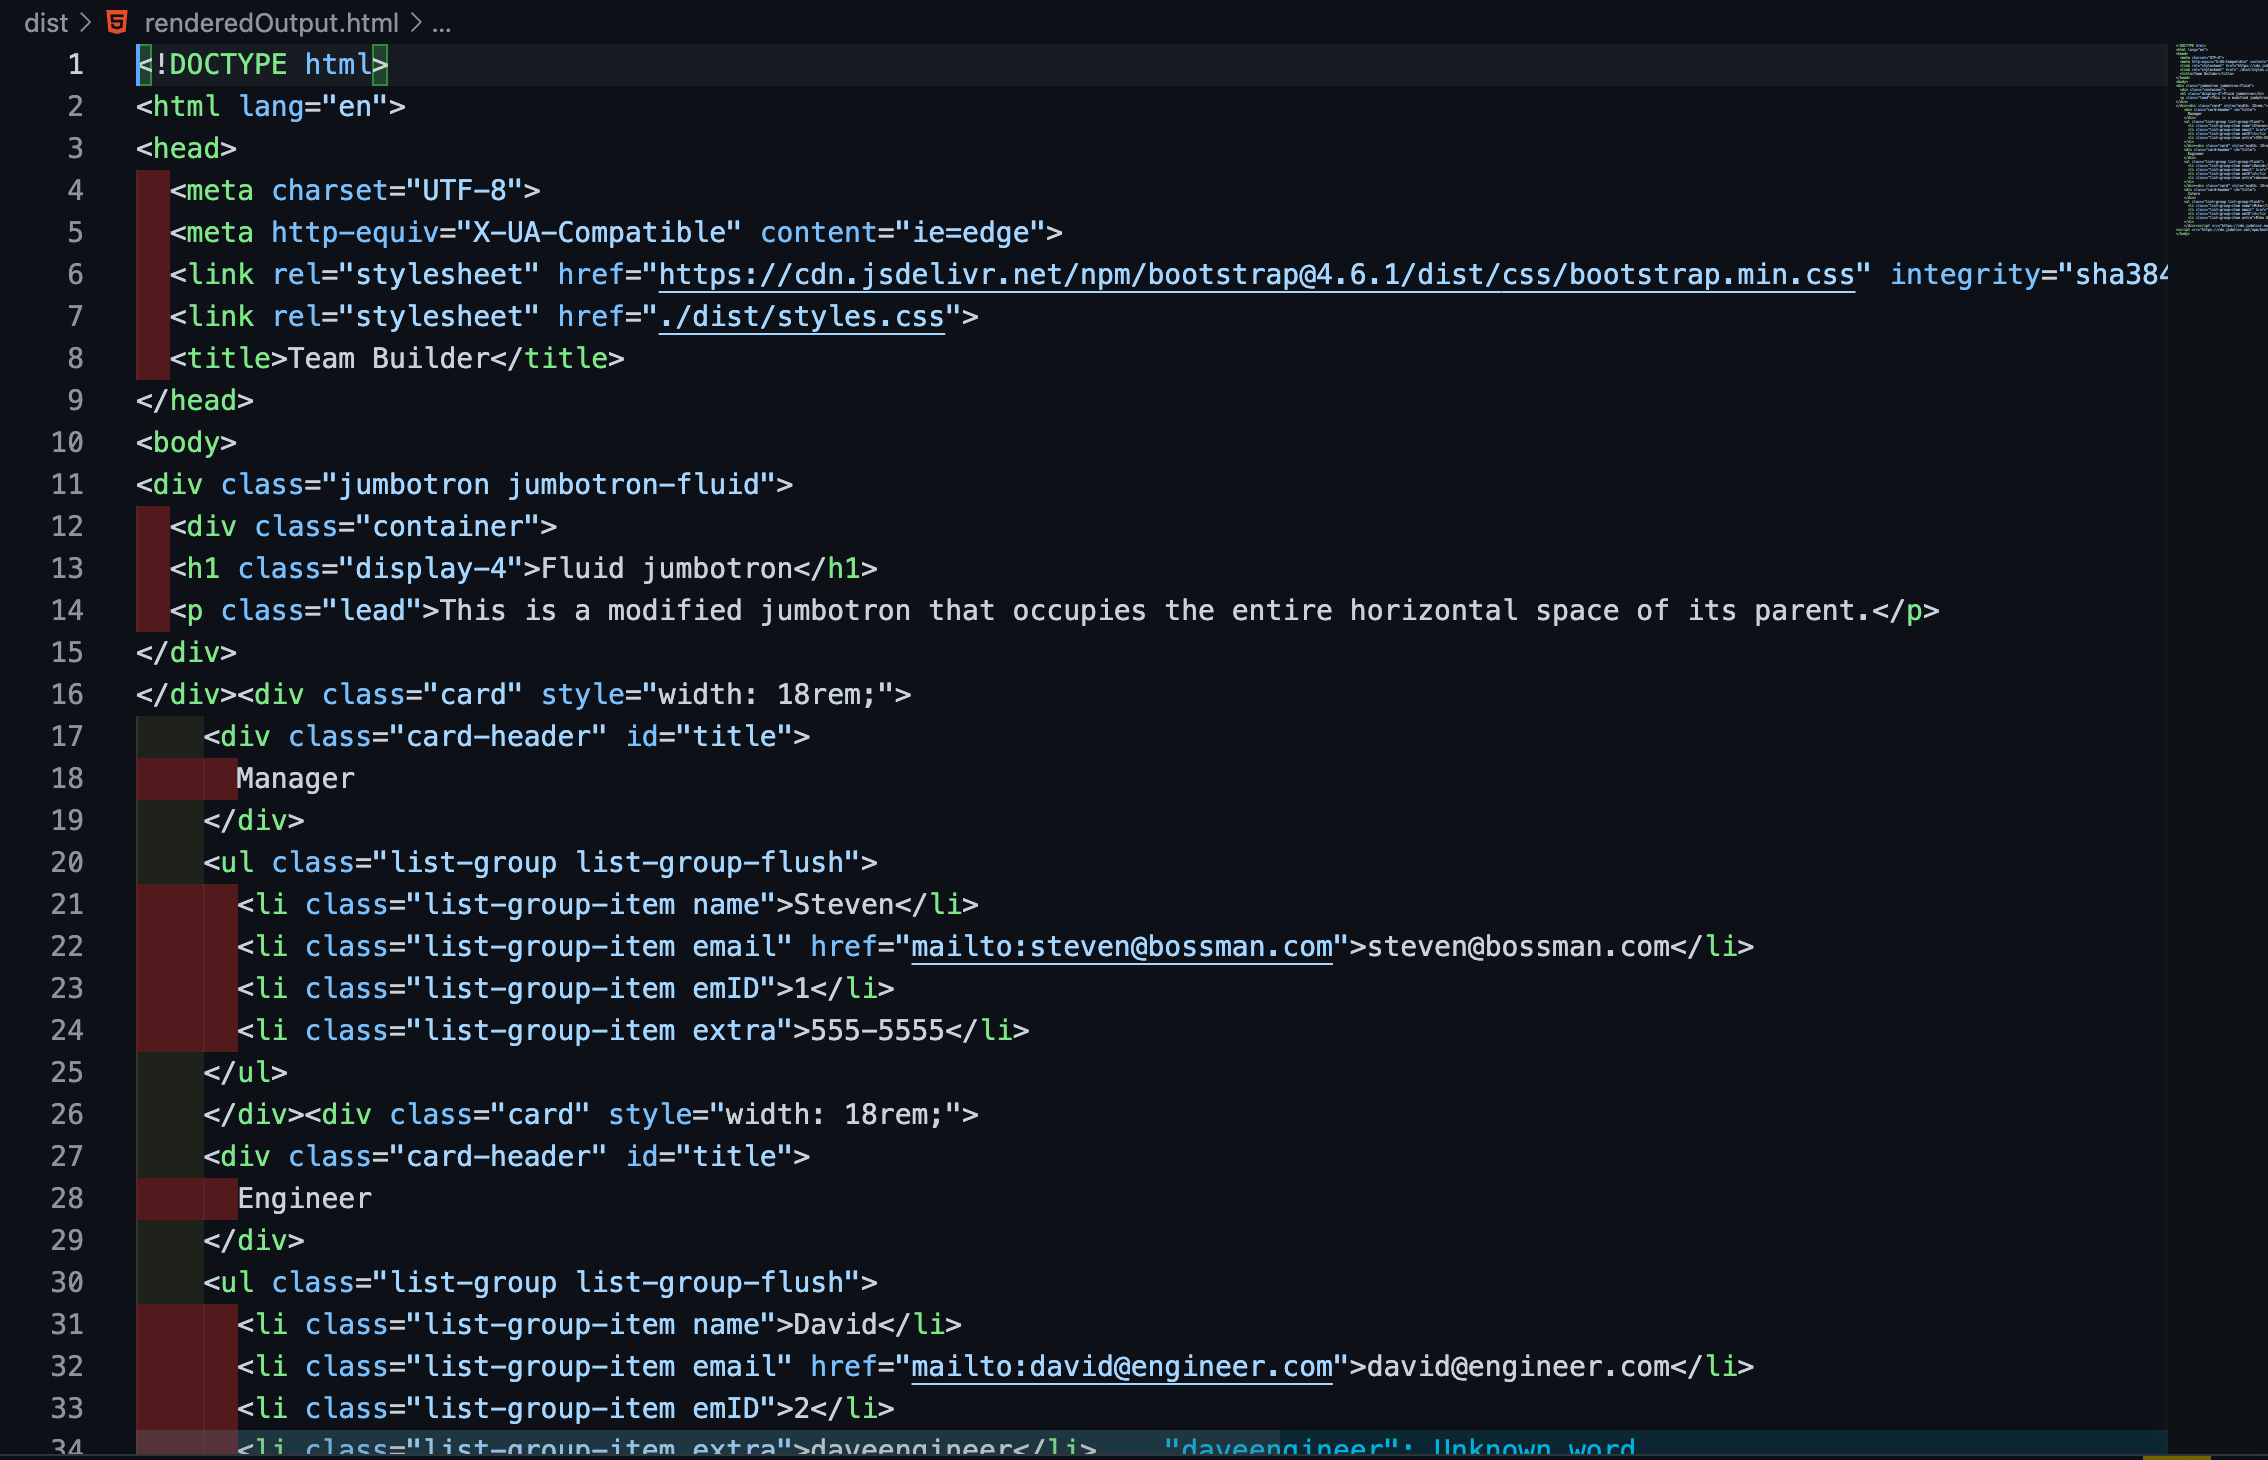 dist > renderedOutput.html > ...
1 <!DOCTYPE html>
2 <html lang="en">
3 <head>
4 <meta charset="UTF-8">
5 <meta http-equiv="X-UA-Compatible" content="ie=edge">
6 <link rel="stylesheet" href="https://cdn.jsdelivr.net/npm/bootstrap@4.6.1/dist/css/bootstrap.min.css" integrity="sha384
7 <link rel="stylesheet" href="./dist/styles.css">
8 <title>Team Builder</title>
9 </head>
10 <body>
11 <div class="jumbotron jumbotron-fluid">
12 <div class="container">
13 <h1 class="display-4">Fluid jumbotron</h1>
14 <p class="lead">This is a modified jumbotron that occupies the entire horizontal space of its parent.</p>
15 </div>
16 </div><div class="card" style="width: 18rem;">
17 <div class="card-header" id="title">
18 Manager
19 </div>
20 <ul class="list-group list-group-flush">
21 <li class="list-group-item name">Steven</li>
22 <li class="list-group-item email" href="mailto:steven@bossman.com">steven@bossman.com</li>
23 <li class="list-group-item emID">1</li>
24 <li class="list-group-item extra">555-5555</li>
25 </ul>
26 </div><div class="card" style="width: 18rem;">
27 <div class="card-header" id="title">
28 Engineer
29 </div>
30 <ul class="list-group list-group-flush">
31 <li class="list-group-item name">David</li>
32 <li class="list-group-item email" href="mailto:david@engineer.com">david@engineer.com</li>
33 <li class="list-group-item emID">2</li>
34 <li class="list-group-item extra">daveengineer</li> "daveengineer": Unknown word